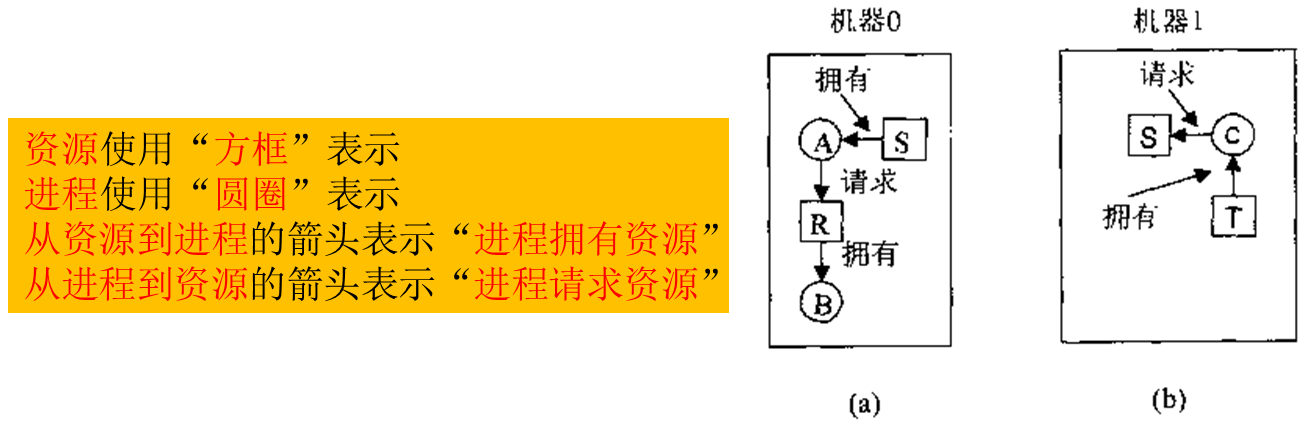 资源使用“方框”表示
进程使用“圆圈”表示
从资源到进程的箭头表示“进程拥有资源”
从进程到资源的箭头表示“进程请求资源”
机器0
拥有
A
S
请求
R
拥有
B
(a)
机器1
请求
S
C
拥有
T
(b)